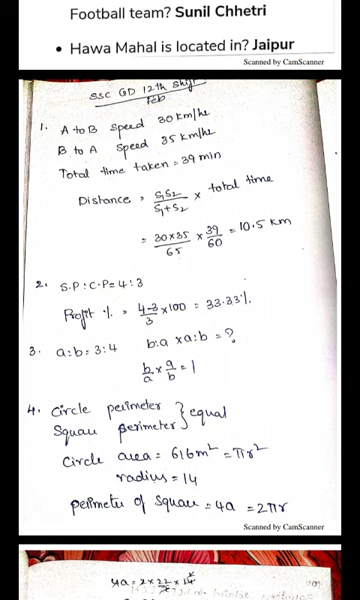 Football team? Sunil Chhetri
• Hawa Mahal is located in? Jaipur
Scanned by CamScanner
SSC GD 12th Shift
Feb
1. A to B speed 30 km/hr
B to A speed 35 km/hr
Total time taken = 39 min
Distance = S1S2/S1+S2 × total time
= 30×35/65 × 39/60 = 10.5 km
2. S.P : C.P = 4 : 3
Profit % = 4-3/3 ×100 = 33.33%
3. a:b = 3:4 b:a × a:b = ?
b/a × a/b = 1
4. Circle perimeter } equal
Squau perimeter
Circle area = 616m² = πr²
radius = 14
perimeter of square = 4a = 2πr
Scanned by CamScanner
4a = 2 × 22/7 × 14